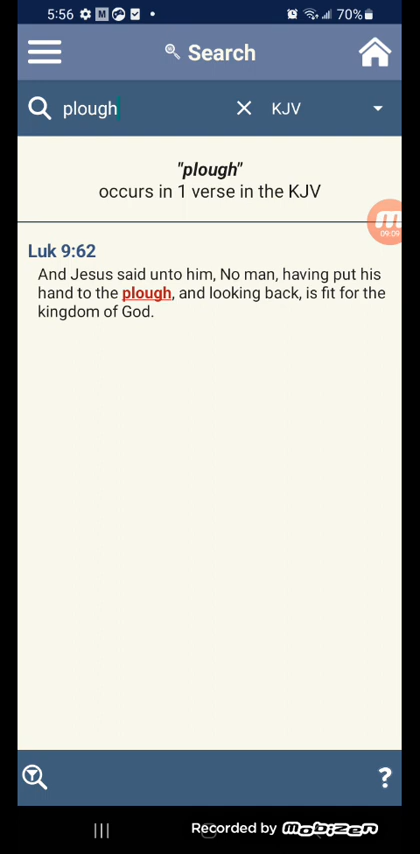 5:56 M 70%
Search
plough KJV
"plough"
occurs in 1 verse in the KJV
09:09
Luk 9:62
And Jesus said unto him, No man, having put his
hand to the plough, and looking back, is fit for the
kingdom of God.
?
Recorded by mobizen